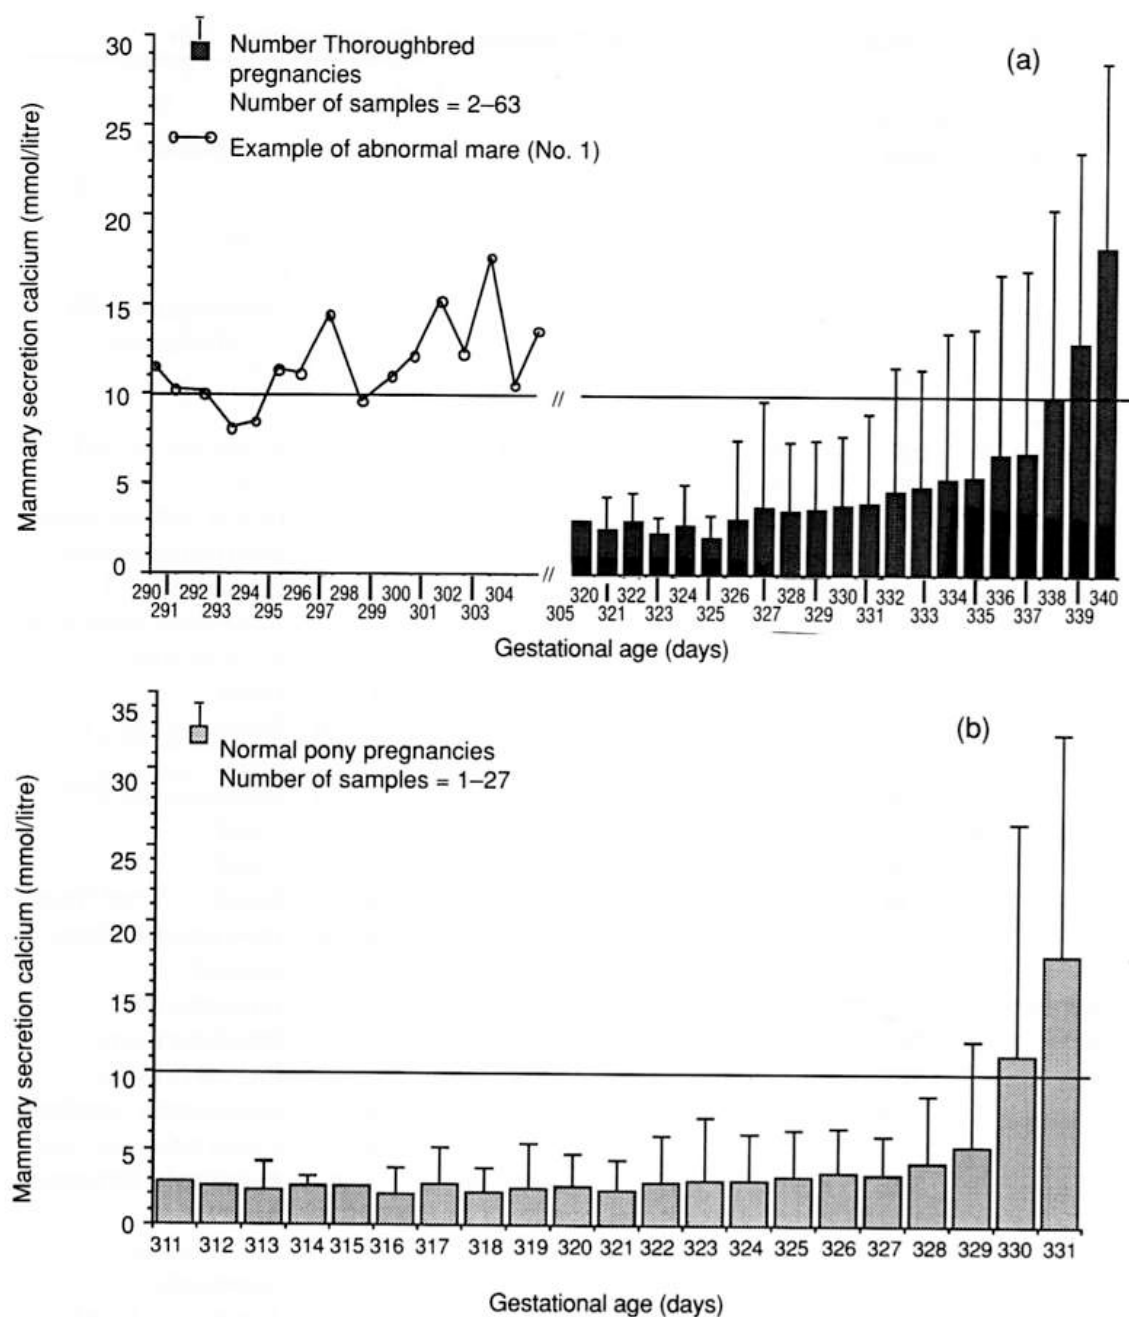 Number Thoroughbred
pregnancies
Number of samples = 2–63
Example of abnormal mare (No. 1)
(a)
Mammary secretion calcium (mmol/litre)
30
25
20
15
10
5
0
//
//
290 292 294 296 298 300 302 304 320 322 324 326 328 330 332 334 336 338 340
291 293 295 297 299 301 303 305 321 323 325 327 329 331 333 335 337 339
Gestational age (days)
Normal pony pregnancies
Number of samples = 1–27
(b)
Mammary secretion calcium (mmol/litre)
35
30
25
20
15
10
5
0
311 312 313 314 315 316 317 318 319 320 321 322 323 324 325 326 327 328 329 330 331
Gestational age (days)